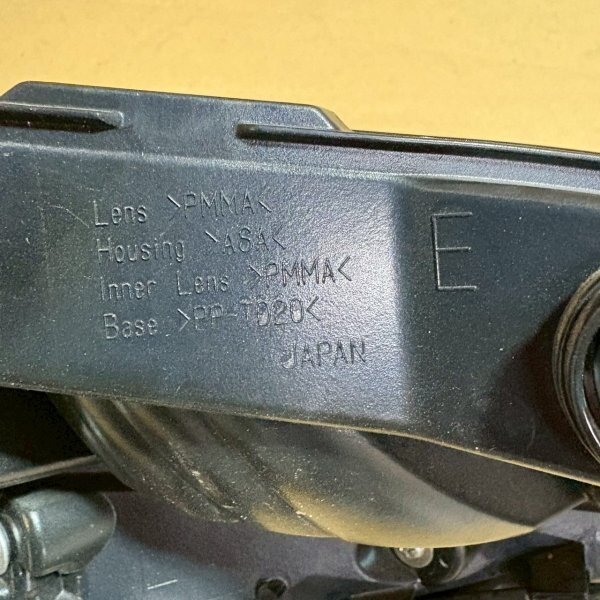 Lens >PMMA<
Housing >ASA<
Inner Lens >PMMA<
Base >PP-TD20<
JAPAN
E